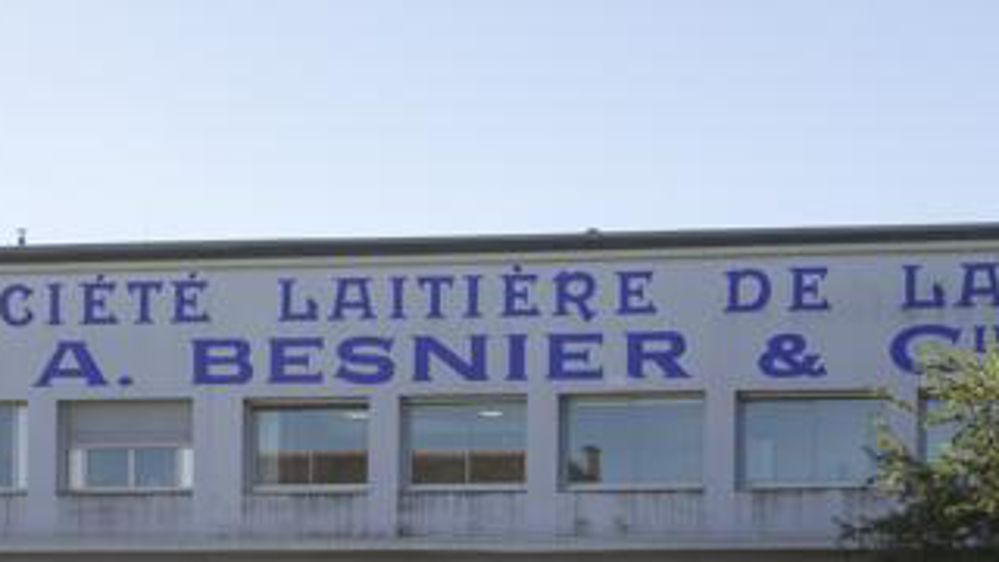 CIÉTÉ LAITIÈRE DE LA
A. BESNIER & C